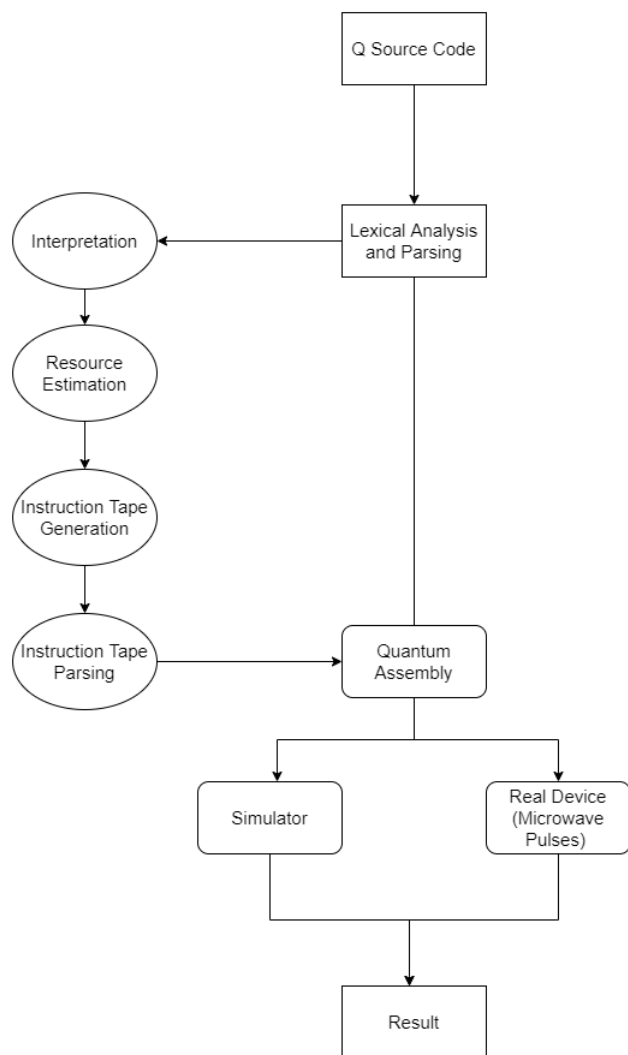 Q Source Code
Lexical Analysis
and Parsing
Interpretation
Resource
Estimation
Instruction Tape
Generation
Instruction Tape
Parsing
Quantum
Assembly
Simulator
Real Device
(Microwave
Pulses)
Result